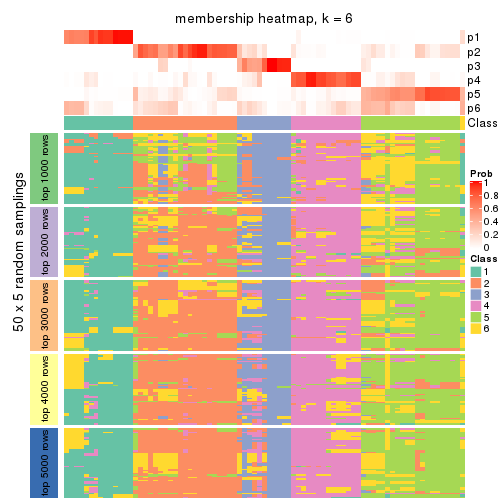 membership heatmap, k = 6
p1
p2
p3
p4
p5
p6
Class
50 x 5 random samplings
top 1000 rows
top 2000 rows
top 3000 rows
top 4000 rows
top 5000 rows
Prob
1
0.8
0.6
0.4
0.2
0
Class
1
2
3
4
5
6